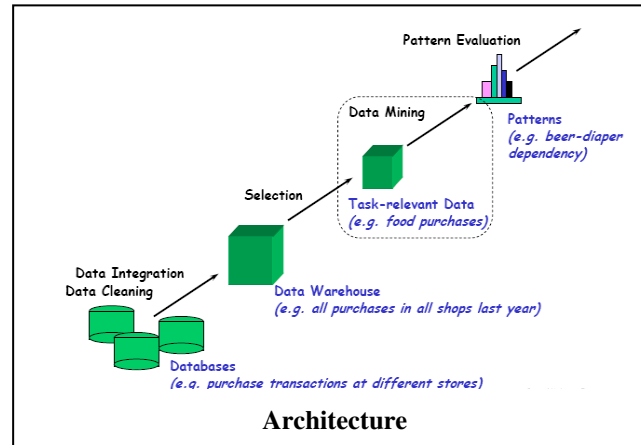 Pattern Evaluation
Data Mining
Patterns
(e.g. beer-diaper
dependency)
Selection
Task-relevant Data
(e.g. food purchases)
Data Integration
Data Cleaning
Data Warehouse
(e.g. all purchases in all shops last year)
Databases
(e.g. purchase transactions at different stores)
Architecture